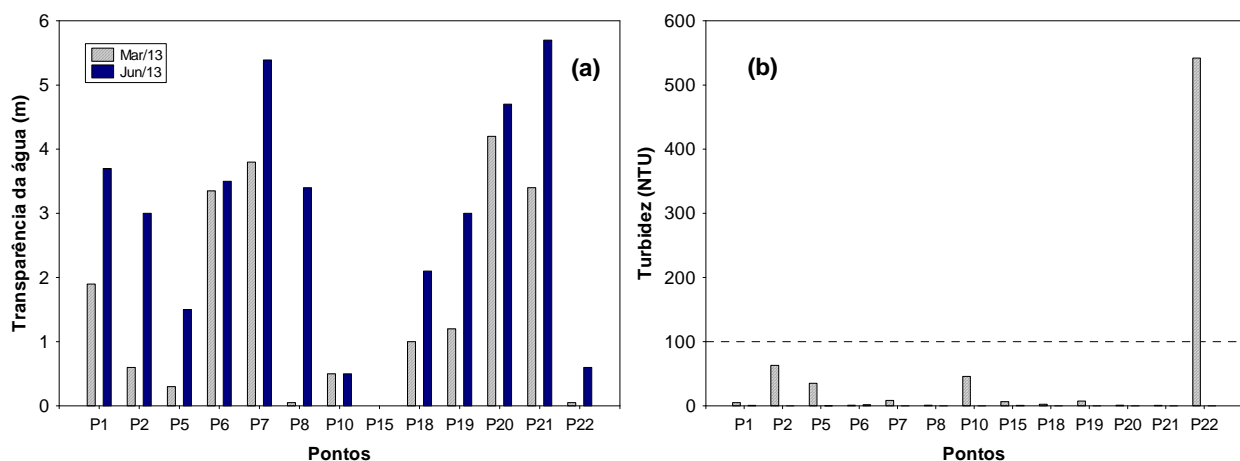 6
5
4
3
2
1
0
Transparência da água (m)
Mar/13
Jun/13
(a)
P1 P2 P5 P6 P7 P8 P10 P15 P18 P19 P20 P21 P22
Pontos
600
500
400
300
200
100
0
Turbidez (NTU)
(b)
P1 P2 P5 P6 P7 P8 P10 P15 P18 P19 P20 P21 P22
Pontos